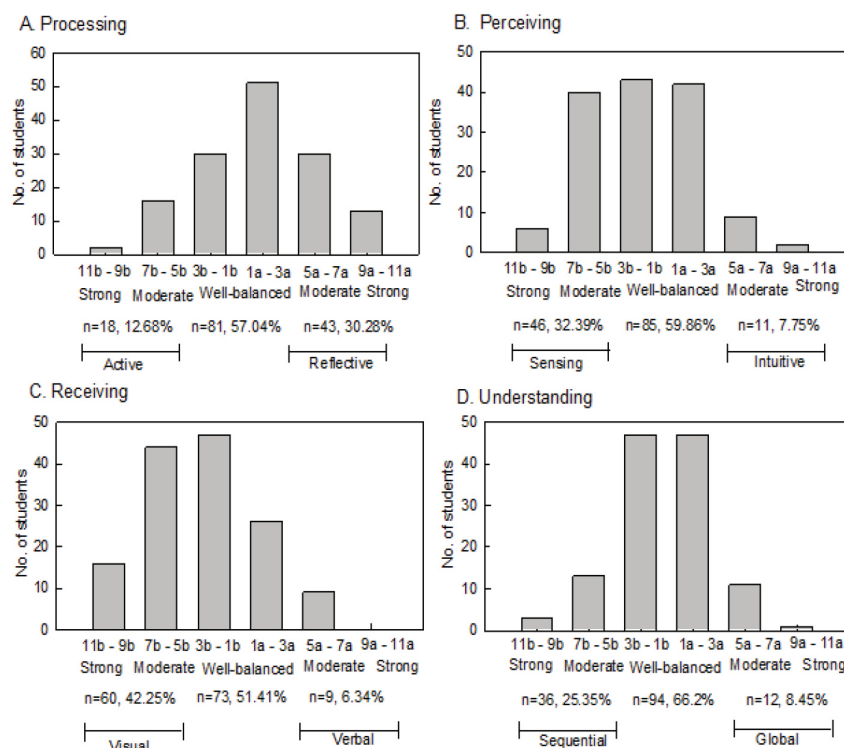 A. Processing
No. of students
60
50
40
30
20
10
0
11b - 9b 7b - 5b 3b - 1b 1a - 3a 5a - 7a 9a - 11a
Strong Moderate Well-balanced Moderate Strong
n=18, 12.68% n=81, 57.04% n=43, 30.28%
Active Reflective
B. Perceiving
No. of students
50
40
30
20
10
0
11b - 9b 7b - 5b 3b - 1b 1a - 3a 5a - 7a 9a - 11a
Strong Moderate Well-balanced Moderate Strong
n=46, 32.39% n=85, 59.86% n=11, 7.75%
Sensing Intuitive
C. Receiving
No. of students
50
40
30
20
10
0
11b - 9b 7b - 5b 3b - 1b 1a - 3a 5a - 7a 9a - 11a
Strong Moderate Well-balanced Moderate Strong
n=60, 42.25% n=73, 51.41% n=9, 6.34%
Visual Verbal
D. Understanding
No. of students
50
40
30
20
10
0
11b - 9b 7b - 5b 3b - 1b 1a - 3a 5a - 7a 9a - 11a
Strong Moderate Well-balanced Moderate Strong
n=36, 25.35% n=94, 66.2% n=12, 8.45%
Sequential Global